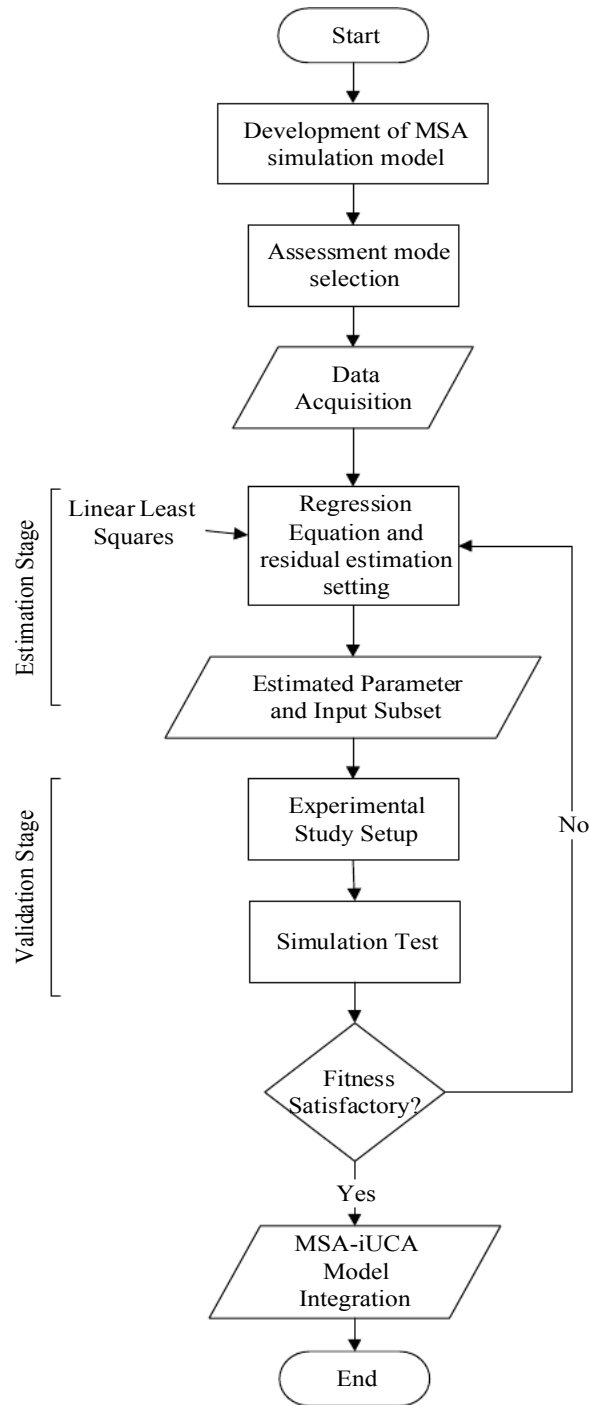 Start
Development of MSA
simulation model
Assessment mode
selection
Data
Acquisition
Estimation Stage
Linear Least
Squares
Regression
Equation and
residual estimation
setting
Estimated Parameter
and Input Subset
Validation Stage
Experimental
Study Setup
No
Simulation Test
Fitness
Satisfactory?
Yes
MSA-iUCA
Model
Integration
End